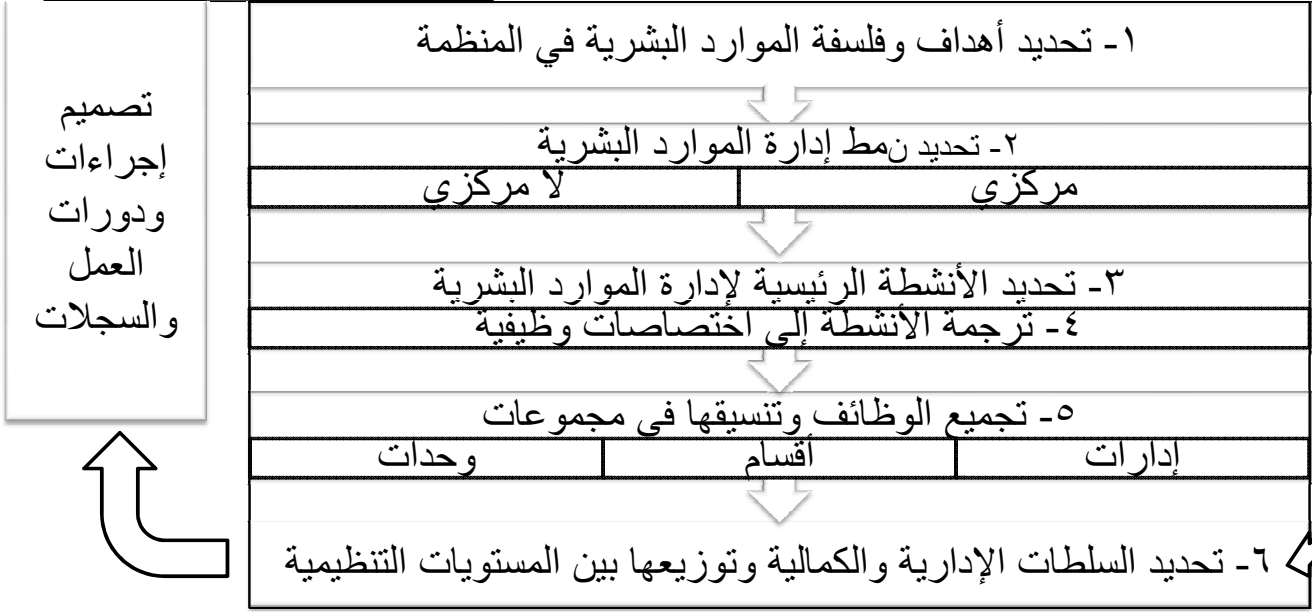 ١- تحديد أهداف وفلسفة الموارد البشرية في المنظمة
٢- تحديد نمط إدارة الموارد البشرية
مركزي
لا مركزي
٣- تحديد الأنشطة الرئيسية لإدارة الموارد البشرية
٤- ترجمة الأنشطة إلى اختصاصات وظيفية
٥- تجميع الوظائف وتنسيقها في مجموعات
إدارات
أقسام
وحدات
٦- تحديد السلطات الإدارية والكمالية وتوزيعها بين المستويات التنظيمية
تصميم
إجراءات
ودورات
العمل
والسجلات